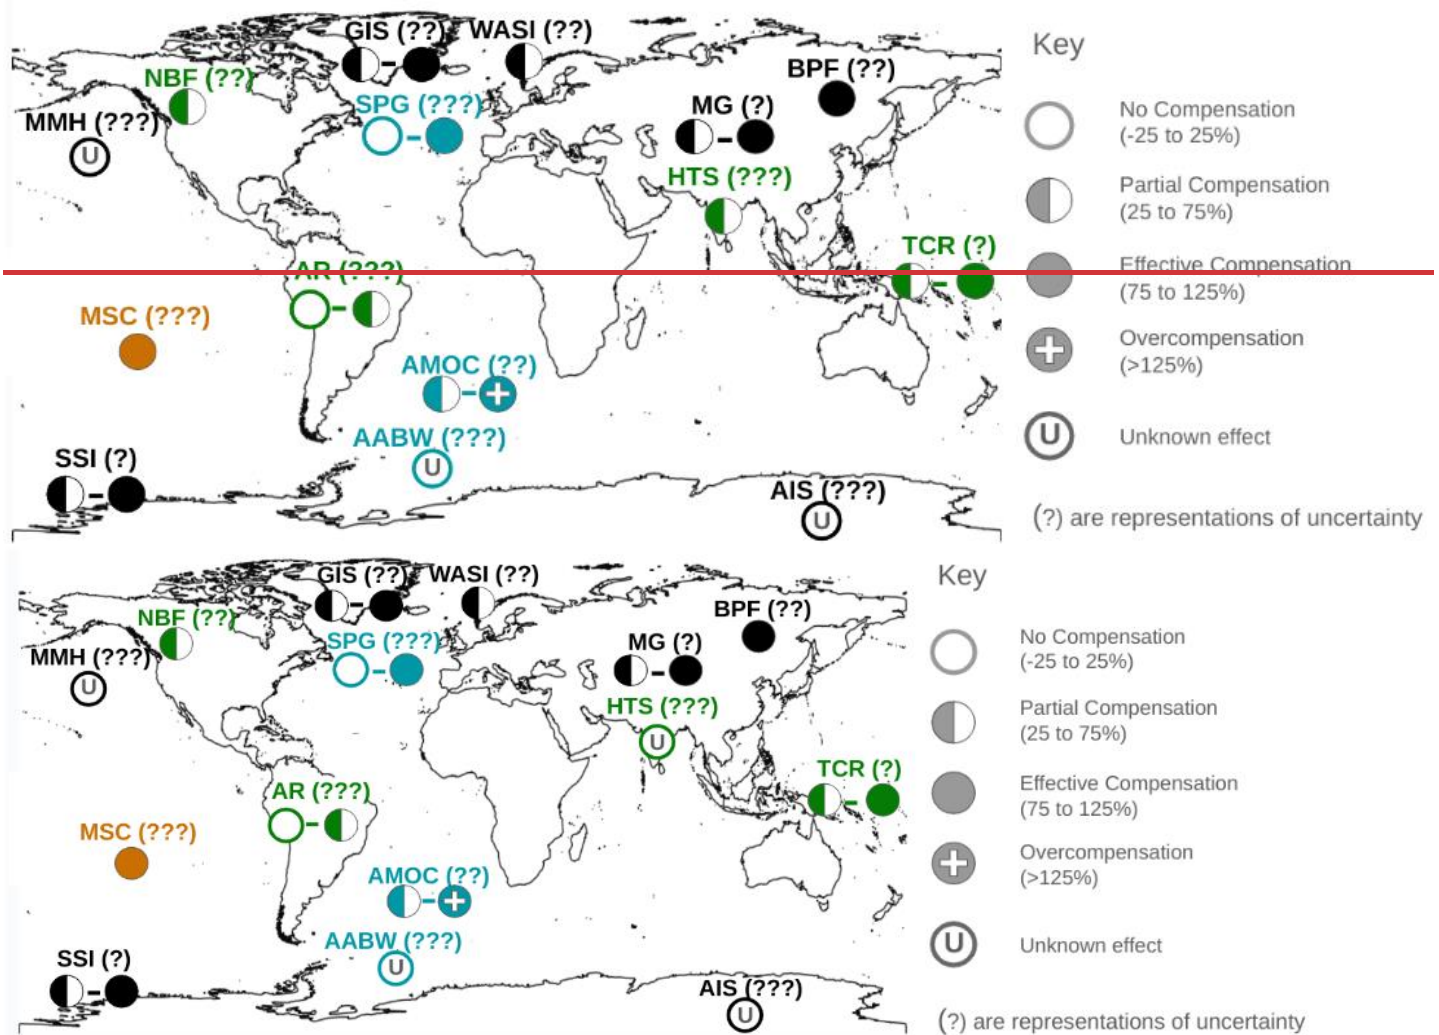 GIS (??)
WASI (??)
NBF (??)
BPF (??)
SPG (???)
MG (?)
MMH (???)
U
HTS (???)
TCR (?)
AR (???)
MSC (???)
AMOC (??)
AABW (???)
U
SSI (?)
AIS (???)
U
Key
No Compensation
(-25 to 25%)
Partial Compensation
(25 to 75%)
Effective Compensation
(75 to 125%)
Overcompensation
(>125%)
U
Unknown effect
(?) are representations of uncertainty
GIS (??)
WASI (??)
NBF (??)
BPF (??)
SPG (???)
MG (?)
MMH (???)
U
HTS (???)
U
TCR (?)
AR (???)
MSC (???)
AMOC (??)
AABW (???)
U
SSI (?)
AIS (???)
U
Key
No Compensation
(-25 to 25%)
Partial Compensation
(25 to 75%)
Effective Compensation
(75 to 125%)
Overcompensation
(>125%)
U
Unknown effect
(?) are representations of uncertainty